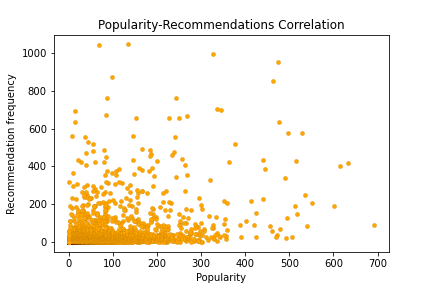 Popularity-Recommendations Correlation
Recommendation frequency
1000
800
600
400
200
0
0 100 200 300 400 500 600 700
Popularity